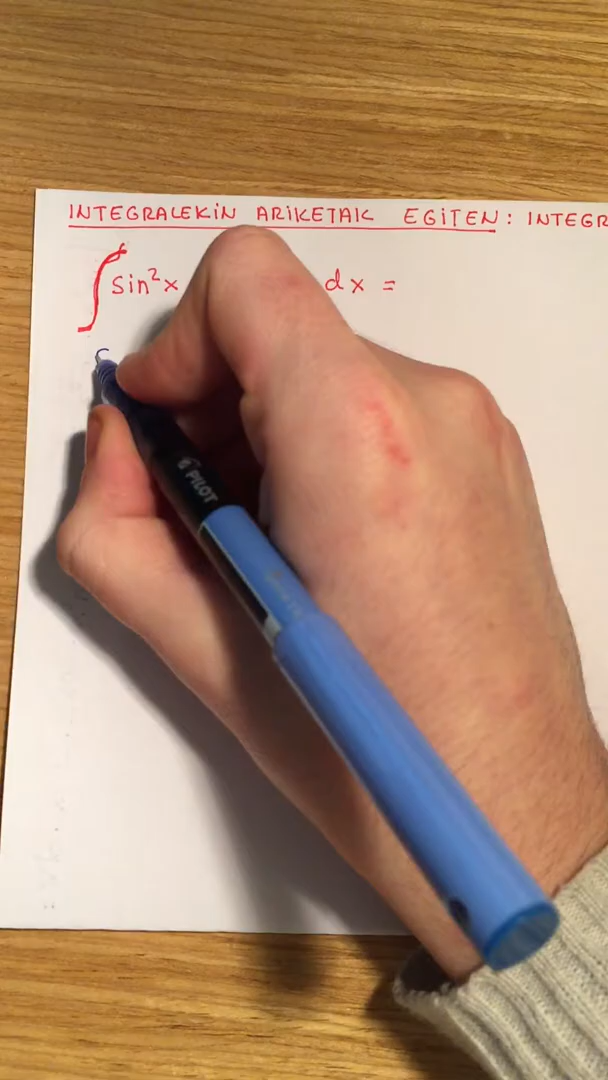 INTEGRALEKIN ARIKETAK EGITEN: INTEGR
∫ sin²x dx =
PILOT